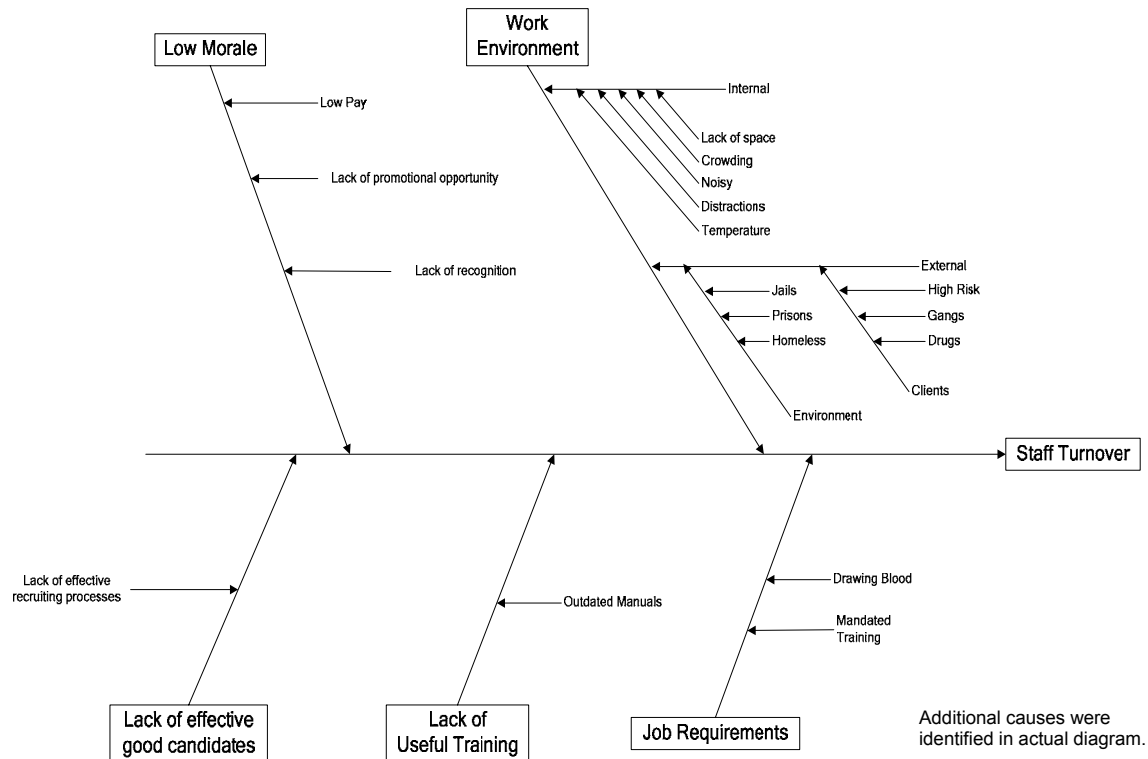 Low Morale
Work
Environment
Low Pay
Lack of promotional opportunity
Lack of recognition
Internal
Lack of space
Crowding
Noisy
Distractions
Temperature
External
Jails
Prisons
Homeless
Environment
High Risk
Gangs
Drugs
Clients
Staff Turnover
Lack of effective
recruiting processes
Outdated Manuals
Drawing Blood
Mandated
Training
Lack of effective
good candidates
Lack of
Useful Training
Job Requirements
Additional causes were
identified in actual diagram.